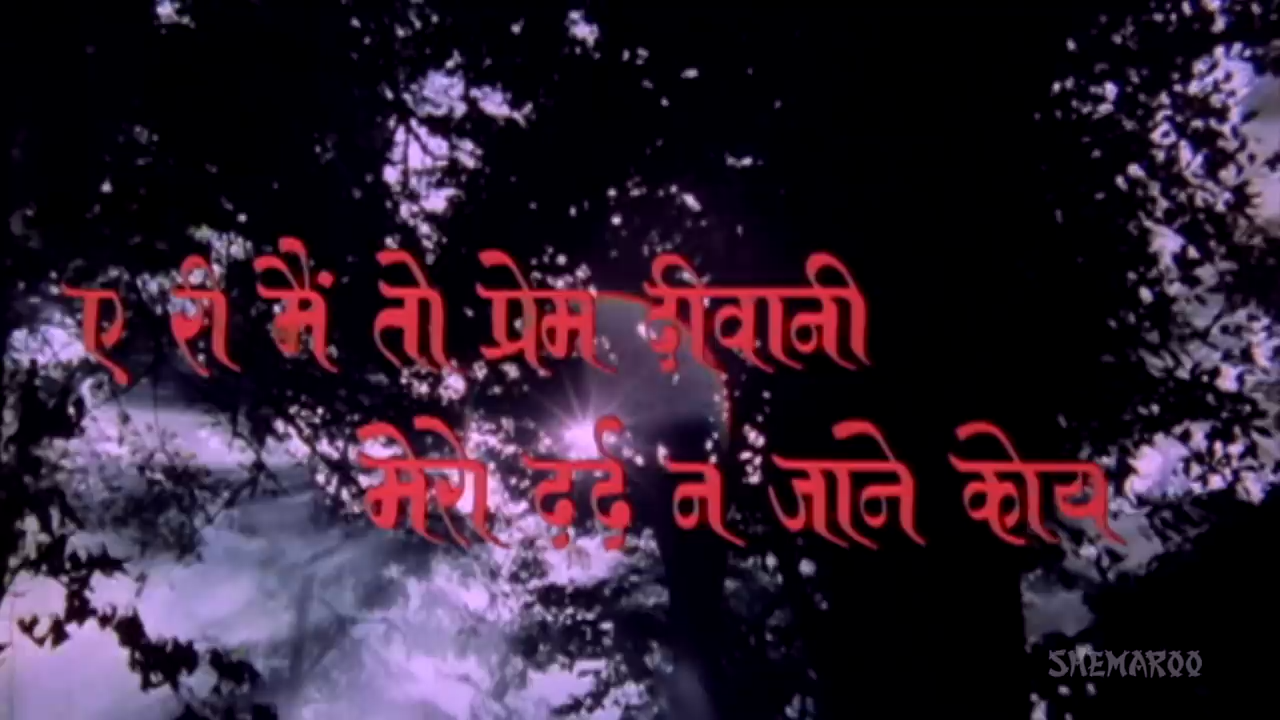 ए री मैं तो प्रेम दीवानी
मेरो दर्द न जाने कोय
SHEMAROO